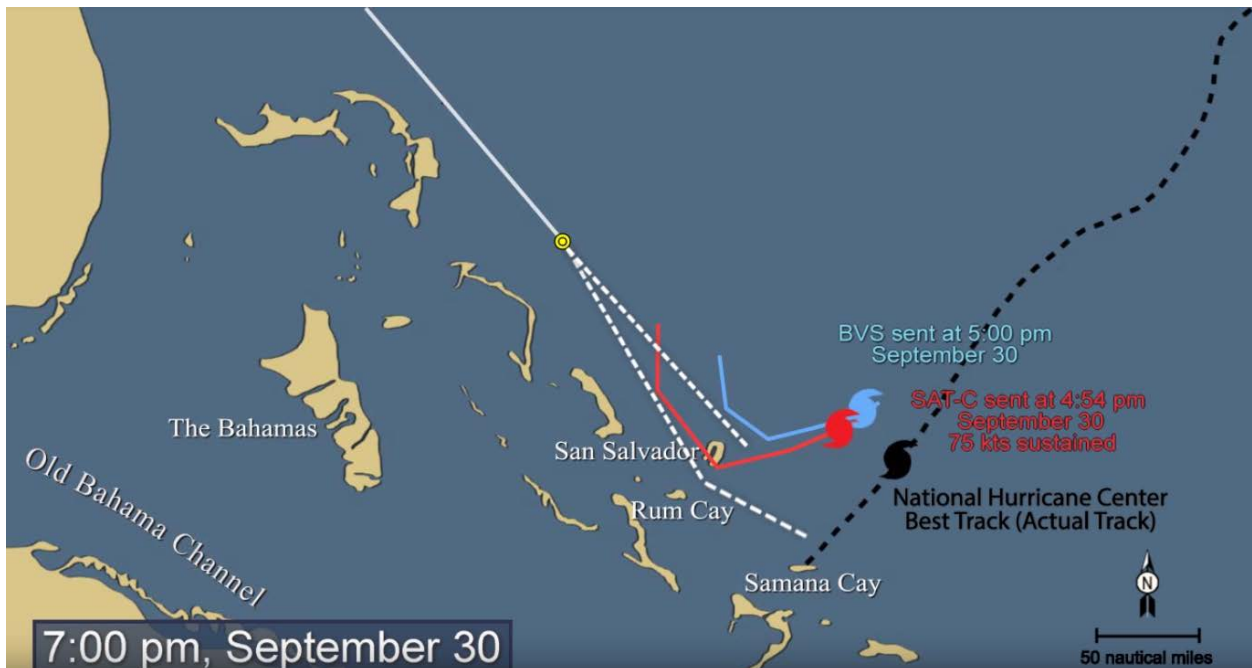 BVS sent at 5:00 pm
September 30
SAT-C sent at 4:54 pm
September 30
75 kts sustained
The Bahamas
San Salvador
Old Bahama Channel
Rum Cay
National Hurricane Center
Best Track (Actual Track)
Samana Cay
N
7:00 pm, September 30
50 nautical miles